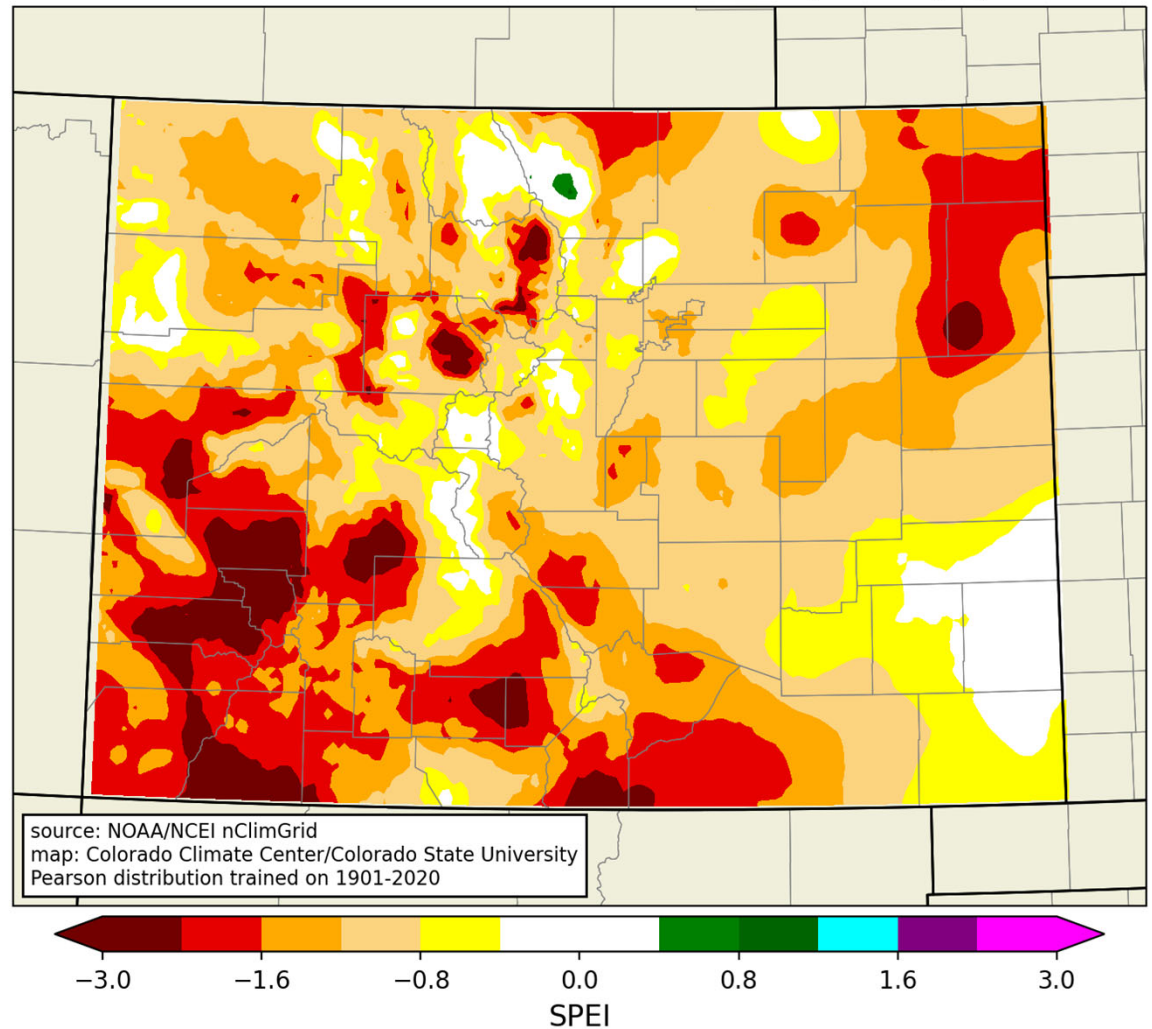 source: NOAA/NCEI nClimGrid
map: Colorado Climate Center/Colorado State University
Pearson distribution trained on 1901-2020
−3.0 −1.6 −0.8 0.0 0.8 1.6 3.0
SPEI